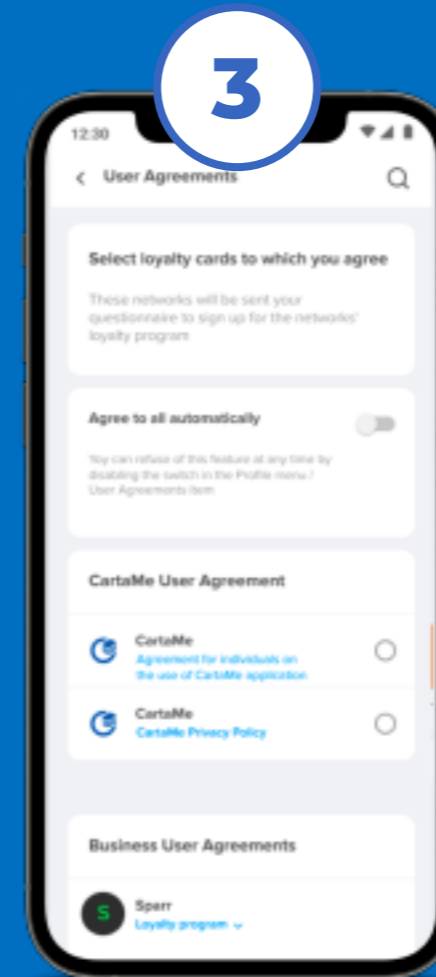 3
12:30
User Agreements
Select loyalty cards to which you agree
These networks will be sent your
questionnaire to sign up for the networks'
loyalty program
Agree to all automatically
Yoy can refuse of this feature at any time by
disabling the switch in the Profile menu /
User Agreements item
CartaMe User Agreement
CartaMe
Agreement for individuals on
the use of CartaMe application
CartaMe
CartaMe Privacy Policy
Business User Agreements
S
Sparr
Loyalty program